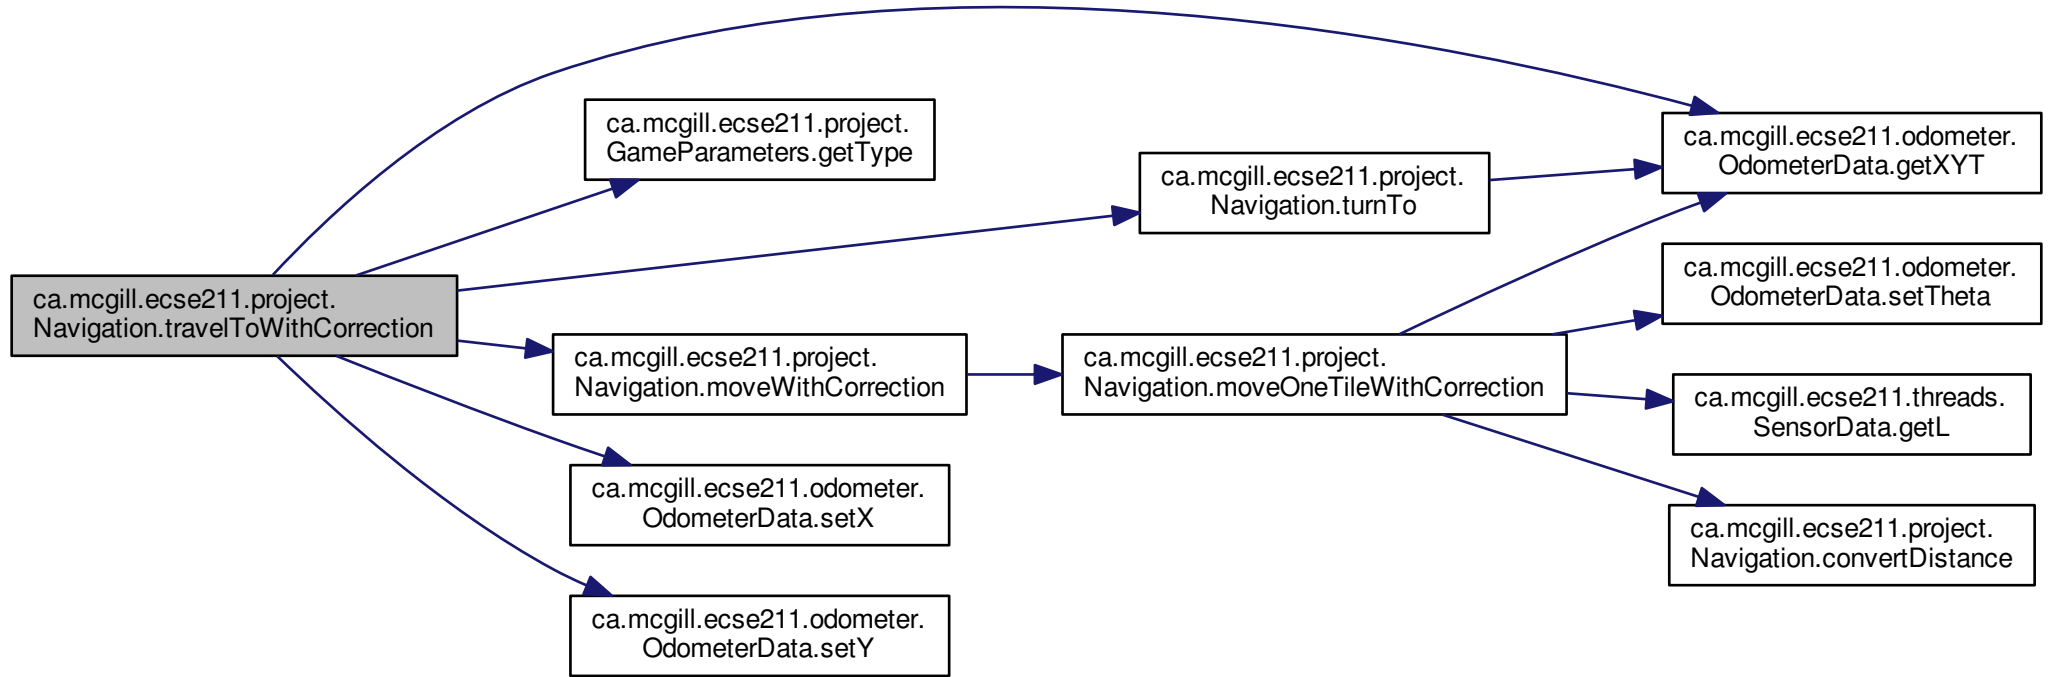 ca.mcgill.ecse211.project.
GameParameters.getType
ca.mcgill.ecse211.odometer.
OdometerData.getXYT
ca.mcgill.ecse211.project.
Navigation.turnTo
ca.mcgill.ecse211.odometer.
OdometerData.setTheta
ca.mcgill.ecse211.project.
Navigation.travelToWithCorrection
ca.mcgill.ecse211.project.
Navigation.moveWithCorrection
ca.mcgill.ecse211.project.
Navigation.moveOneTileWithCorrection
ca.mcgill.ecse211.threads.
SensorData.getL
ca.mcgill.ecse211.odometer.
OdometerData.setX
ca.mcgill.ecse211.project.
Navigation.convertDistance
ca.mcgill.ecse211.odometer.
OdometerData.setY